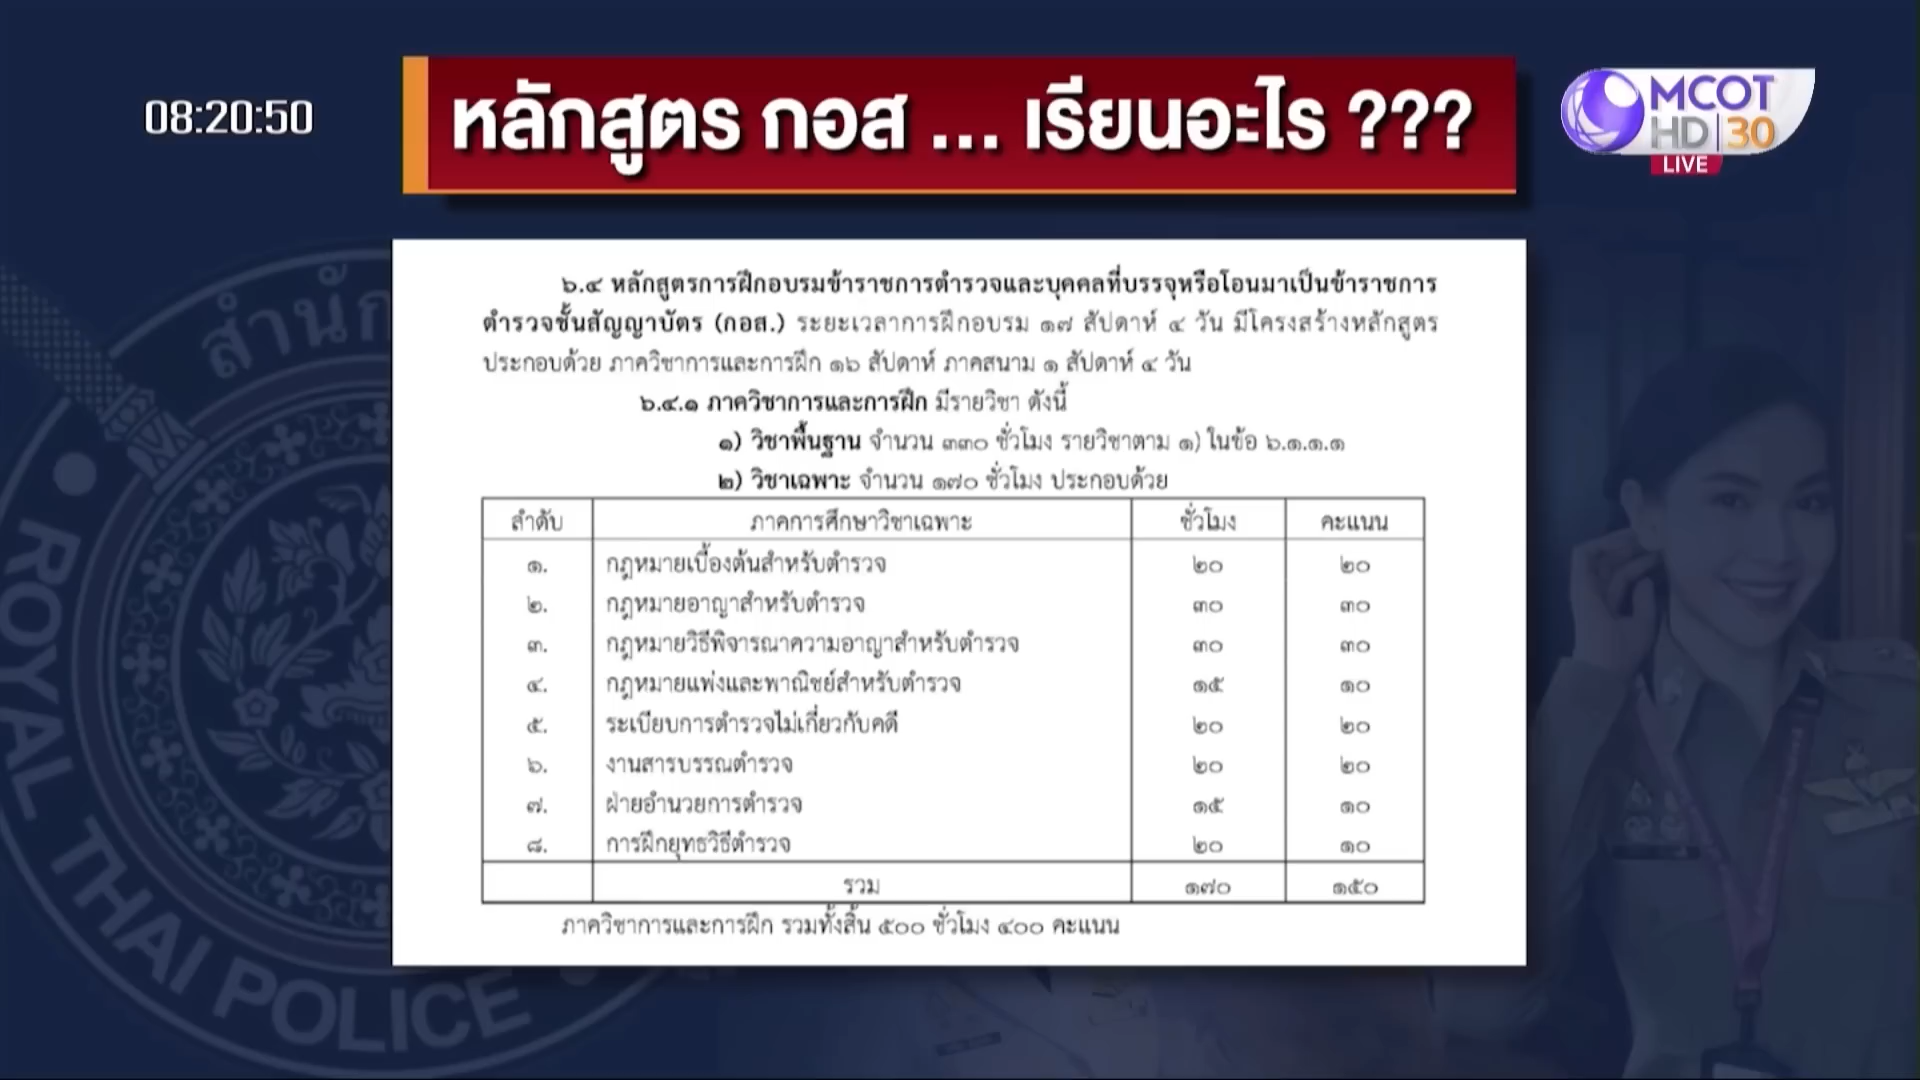 08:20:50
หลักสูตร กอส ... เรียนอะไร ???
MCOT
HD 30
LIVE
๖.๔ หลักสูตรการฝึกอบรมข้าราชการตำรวจและบุคคลที่บรรจุหรือโอนมาเป็นข้าราชการ
ตำรวจชั้นสัญญาบัตร (กอส.) ระยะเวลาการฝึกอบรม ๑๗ สัปดาห์ ๔ วัน มีโครงสร้างหลักสูตร
ประกอบด้วย ภาควิชาการและการฝึก ๑๖ สัปดาห์ ภาคสนาม ๑ สัปดาห์ ๔ วัน
๖.๔.๑ ภาควิชาการและการฝึก มีรายวิชา ดังนี้
๑) วิชาพื้นฐาน จำนวน ๓๓๐ ชั่วโมง รายวิชาตาม ๑) ในข้อ ๖.๑.๑.๑
๒) วิชาเฉพาะ จำนวน ๑๗๐ ชั่วโมง ประกอบด้วย
ลำดับ ภาคการศึกษาวิชาเฉพาะ ชั่วโมง คะแนน
๑. กฎหมายเบื้องต้นสำหรับตำรวจ ๒๐ ๒๐
๒. กฎหมายอาญาสำหรับตำรวจ ๓๐ ๓๐
๓. กฎหมายวิธีพิจารณาความอาญาสำหรับตำรวจ ๓๐ ๓๐
๔. กฎหมายแพ่งและพาณิชย์สำหรับตำรวจ ๑๕ ๑๐
๕. ระเบียบการตำรวจไม่เกี่ยวกับคดี ๒๐ ๒๐
๖. งานสารบรรณตำรวจ ๒๐ ๒๐
๗. ฝ่ายอำนวยการตำรวจ ๑๕ ๑๐
๘. การฝึกยุทธวิธีตำรวจ ๒๐ ๑๐
รวม ๑๗๐ ๑๕๐
ภาควิชาการและการฝึก รวมทั้งสิ้น ๕๐๐ ชั่วโมง ๔๐๐ คะแนน
สำนัก
ROYAL THAI POLICE